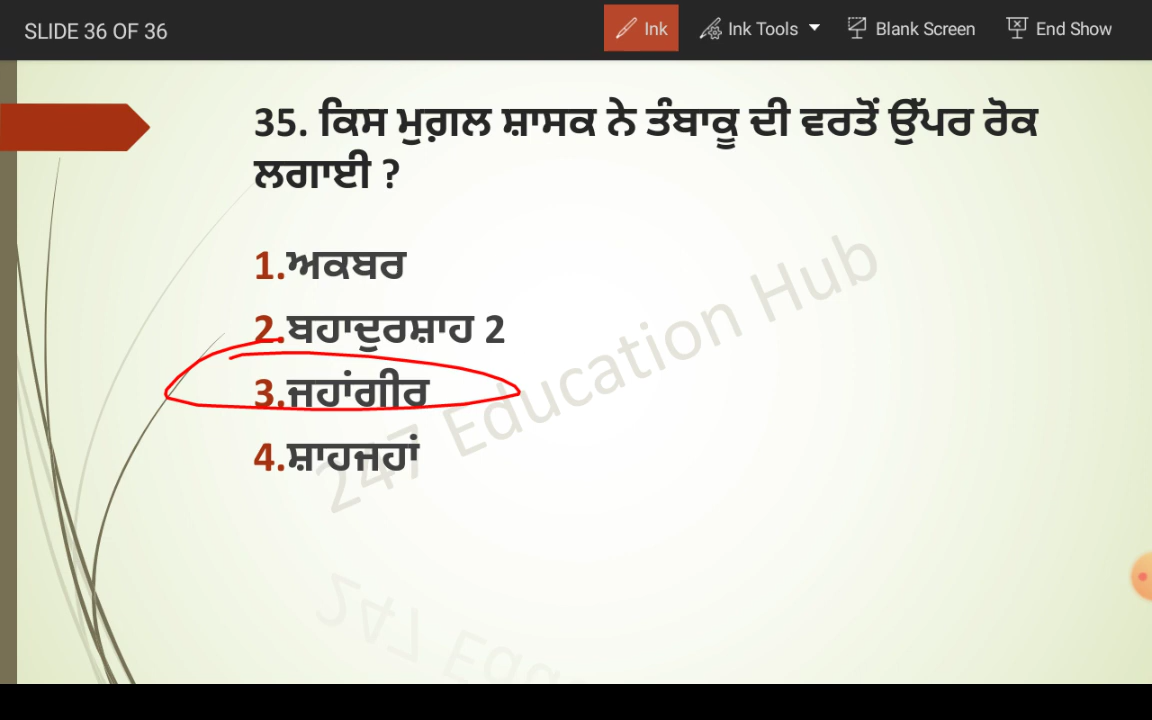 SLIDE 36 OF 36
Ink
Ink Tools
Blank Screen
End Show
35. ਕਿਸ ਮੁਗ਼ਲ ਸ਼ਾਸਕ ਨੇ ਤੰਬਾਕੂ ਦੀ ਵਰਤੋਂ ਉੱਪਰ ਰੋਕ
ਲਗਾਈ ?
1.ਅਕਬਰ
2.ਬਹਾਦੁਰਸ਼ਾਹ 2
3.ਜਹਾਂਗੀਰ
4.ਸ਼ਾਹਜਹਾਂ
247 Education Hub